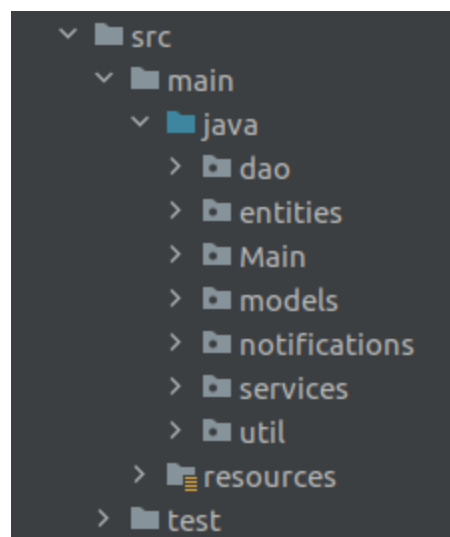 src
main
java
dao
entities
Main
models
notifications
services
util
resources
test